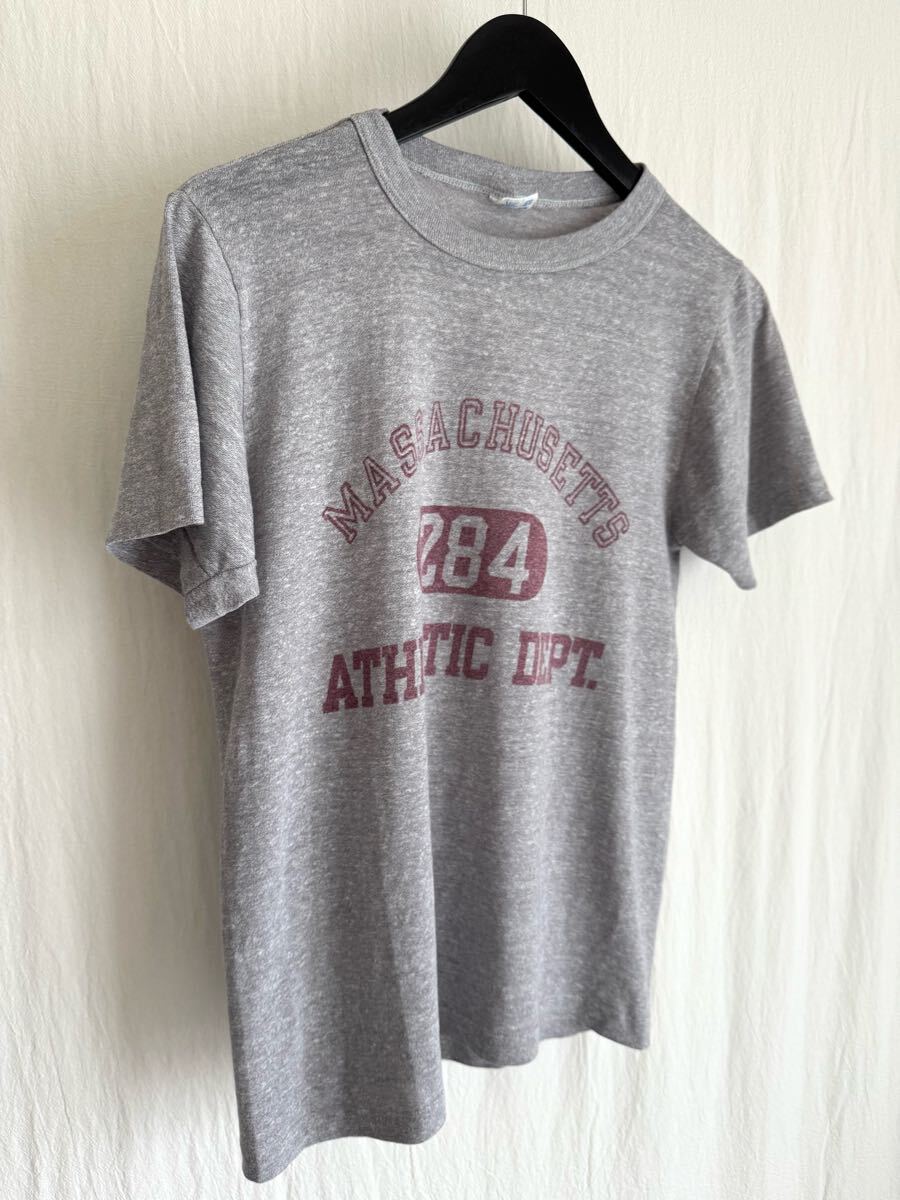 MASSACHUSETTS
284
ATHLETIC DEPT.